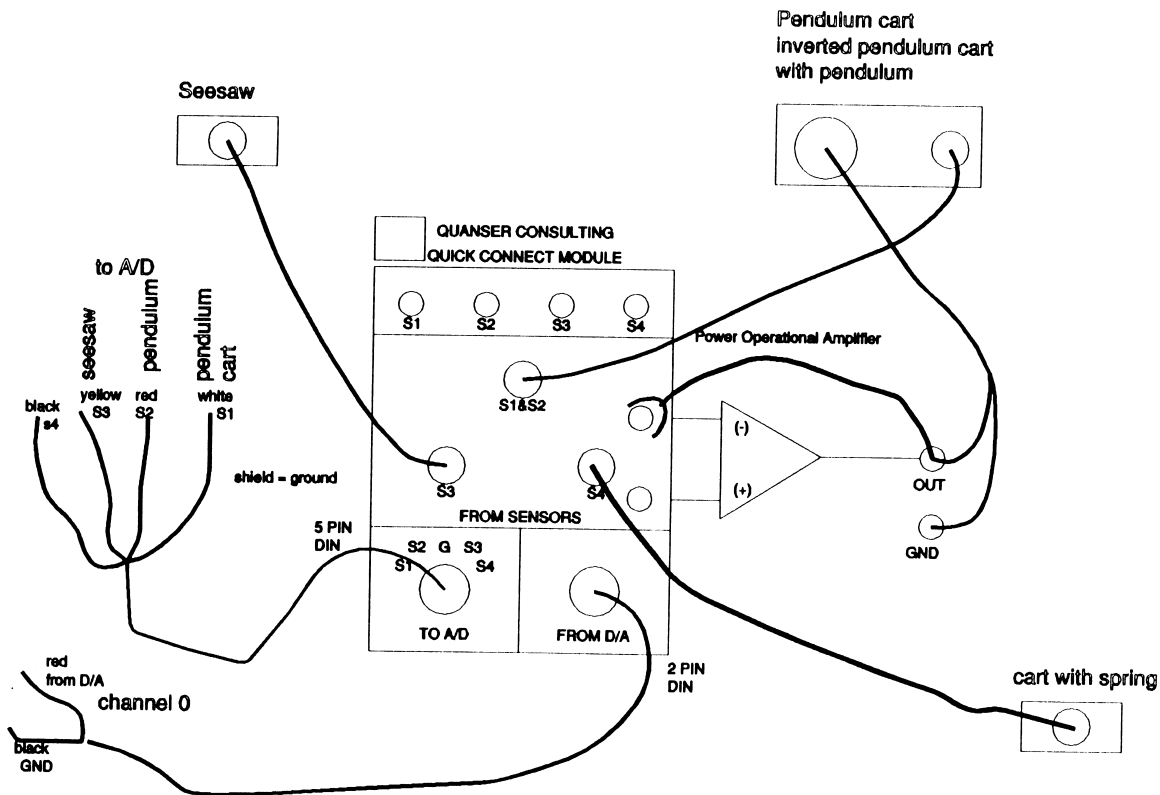 Pendulum cart
inverted pendulum cart
with pendulum
Seesaw
QUANSER CONSULTING
QUICK CONNECT MODULE
to A/D
seesaw
pendulum
pendulum
cart
S1
S2
S3
S4
Power Operational Amplifier
black
s4
yellow
S3
red
S2
white
S1
S1&S2
(-)
(+)
OUT
GND
shield = ground
S3
S4
FROM SENSORS
5 PIN
DIN
S2 G S3
S1 S4
TO A/D
FROM D/A
2 PIN
DIN
red
from D/A
channel 0
black
GND
cart with spring